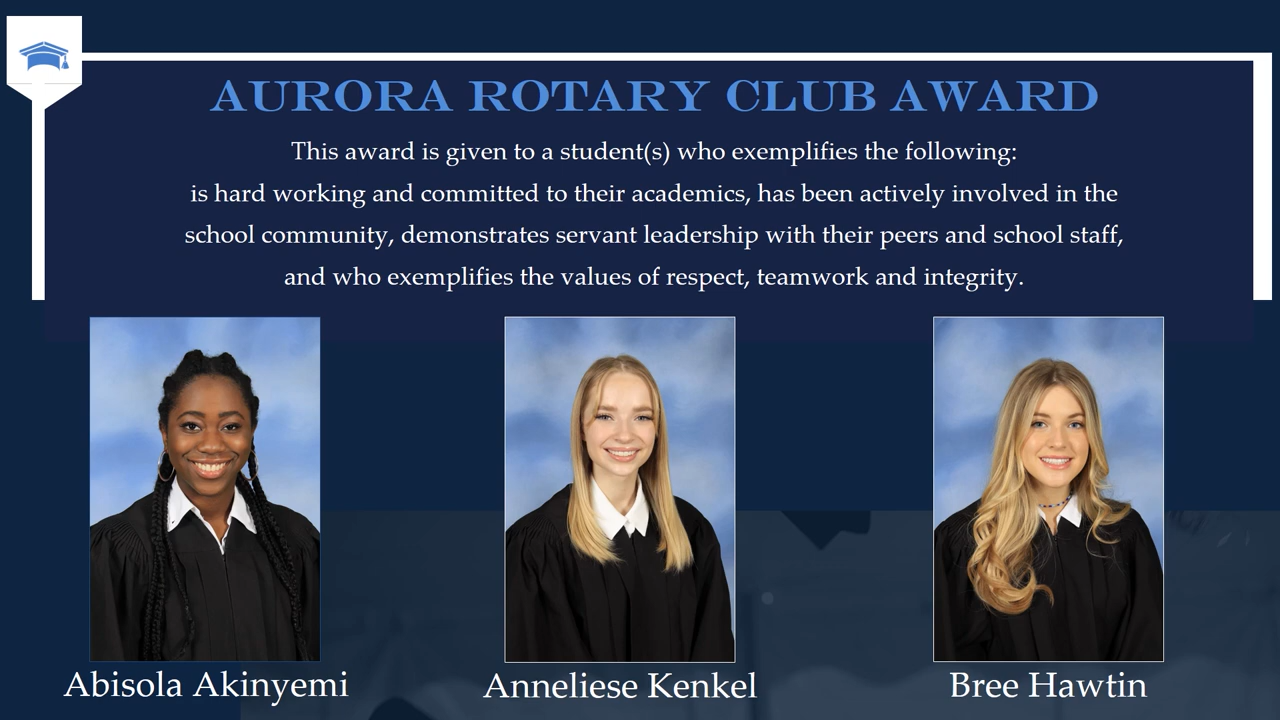 AURORA ROTARY CLUB AWARD
This award is given to a student(s) who exemplifies the following:
is hard working and committed to their academics, has been actively involved in the
school community, demonstrates servant leadership with their peers and school staff,
and who exemplifies the values of respect, teamwork and integrity.
Abisola Akinyemi
Anneliese Kenkel
Bree Hawtin